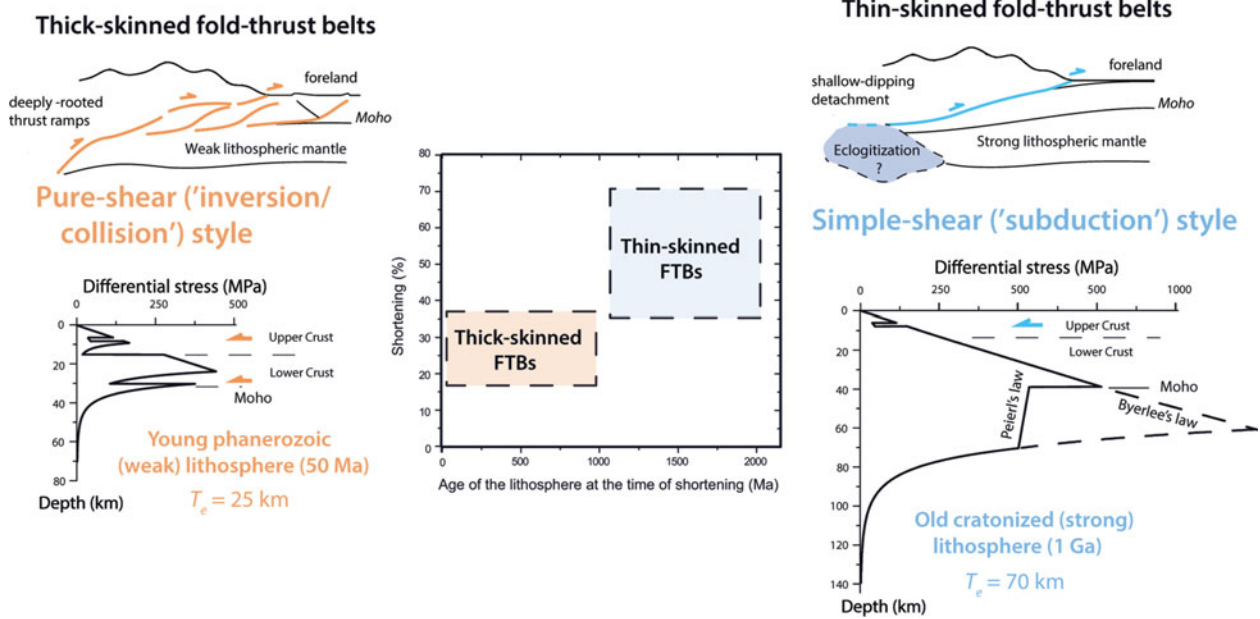 Thick-skinned fold-thrust belts
deeply -rooted
thrust ramps
foreland
Moho
Weak lithospheric mantle
Pure-shear ('inversion/
collision') style
Differential stress (MPa)
0 250 500
0
20
40
60
80
Upper Crust
Lower Crust
Moho
Young phanerozoic
(weak) lithosphere (50 Ma)
Te = 25 km
Depth (km)
Shortening (%)
80
70
60
50
40
30
20
10
0
Thin-skinned
FTBs
Thick-skinned
FTBs
0 500 1000 1500 2000
Age of the lithosphere at the time of shortening (Ma)
Thin-skinned fold-thrust belts
shallow-dipping
detachment
foreland
Moho
Eclogitization
?
Strong lithospheric mantle
Simple-shear ('subduction') style
Differential stress (MPa)
0 250 500 500 1000
0
20
40
60
80
100
120
140
Upper Crust
Lower Crust
Moho
Peierl's law
Byerlee's law
Old cratonized (strong)
lithosphere (1 Ga)
Te = 70 km
Depth (km)